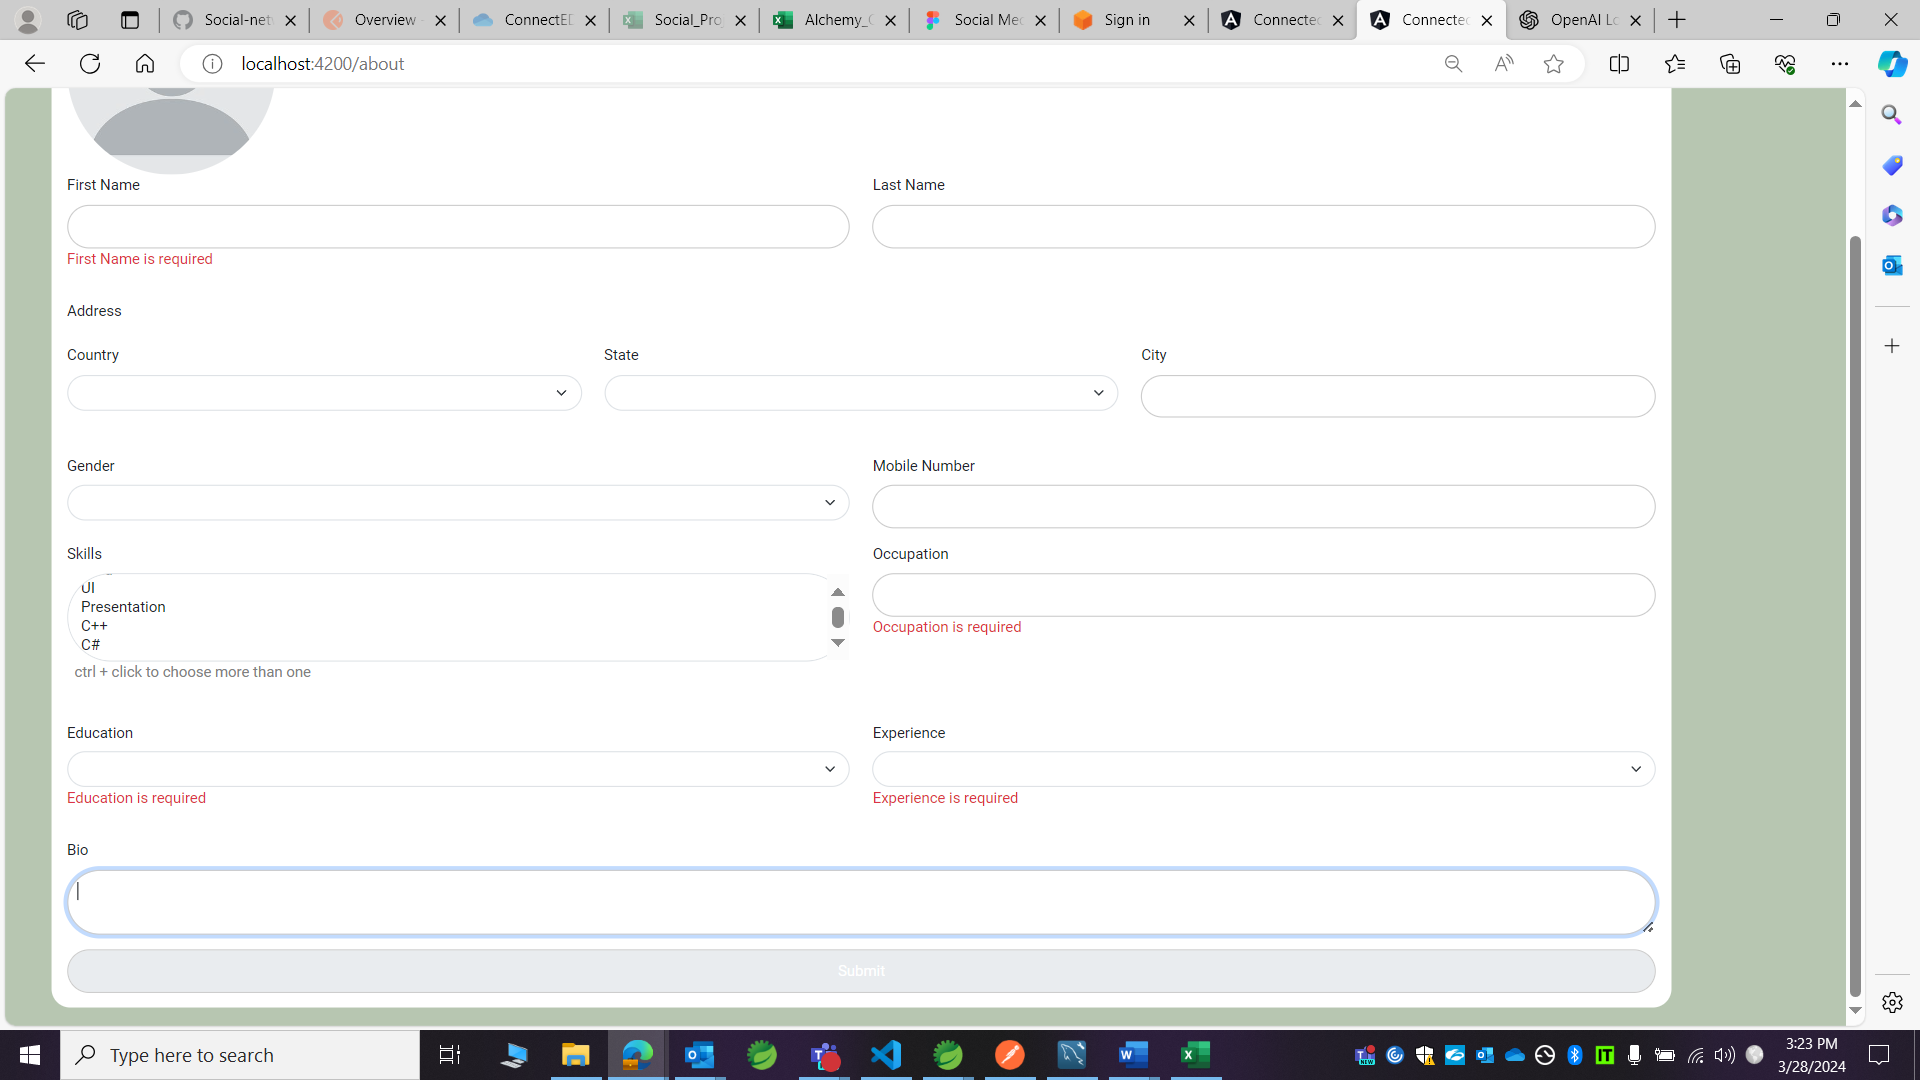 Social-net
Overview
ConnectED
Social_Pro
Alchemy_C
Social Med
Sign in
Connected
Connected
OpenAI Lo
localhost:4200/about
First Name
Last Name
First Name is required
Address
Country
State
City
Gender
Mobile Number
Skills
Occupation
UI
Presentation
C++
C#
Occupation is required
ctrl + click to choose more than one
Education
Experience
Education is required
Experience is required
Bio
Submit
Type here to search
3:23 PM
3/28/2024